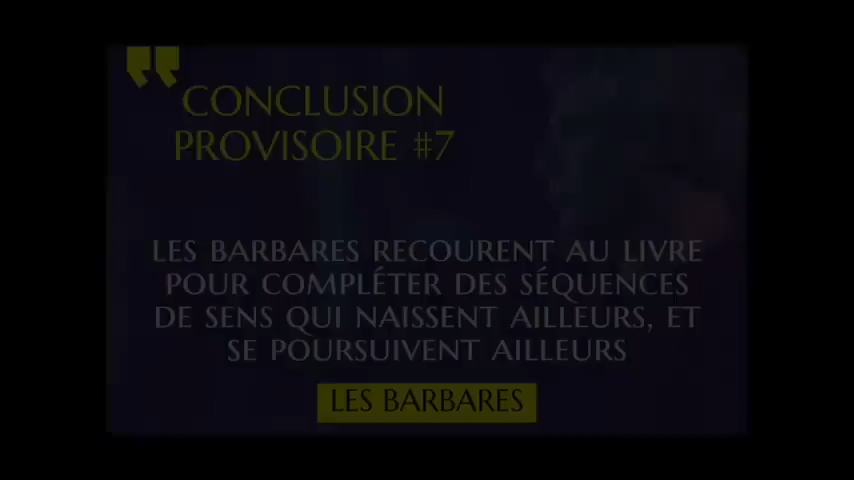 CONCLUSION
PROVISOIRE #7
LES BARBARES RECOURENT AU LIVRE
POUR COMPLÉTER DES SÉQUENCES
DE SENS QUI NAISSENT AILLEURS, ET
SE POURSUIVENT AILLEURS
LES BARBARES